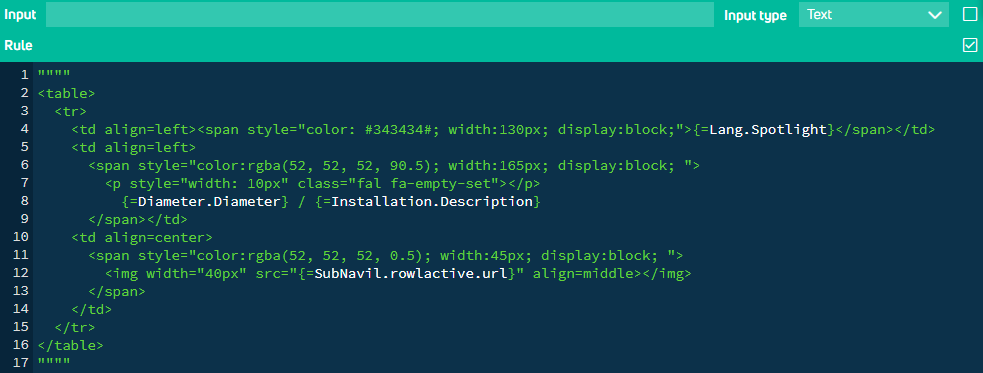 Input Input type Text
Rule
1 """"
2 <table>
3 <tr>
4 <td align=left><span style="color: #343434#; width:130px; display:block;">{=Lang.Spotlight}</span></td>
5 <td align=left>
6 <span style="color:rgba(52, 52, 52, 90.5); width:165px; display:block; ">
7 <p style="width: 10px" class="fal fa-empty-set"></p>
8 {=Diameter.Diameter} / {=Installation.Description}
9 </span></td>
10 <td align=center>
11 <span style="color:rgba(52, 52, 52, 0.5); width:45px; display:block; ">
12 <img width="40px" src="{=SubNavil.rowlactive.url}" align=middle></img>
13 </span>
14 </td>
15 </tr>
16 </table>
17 """"